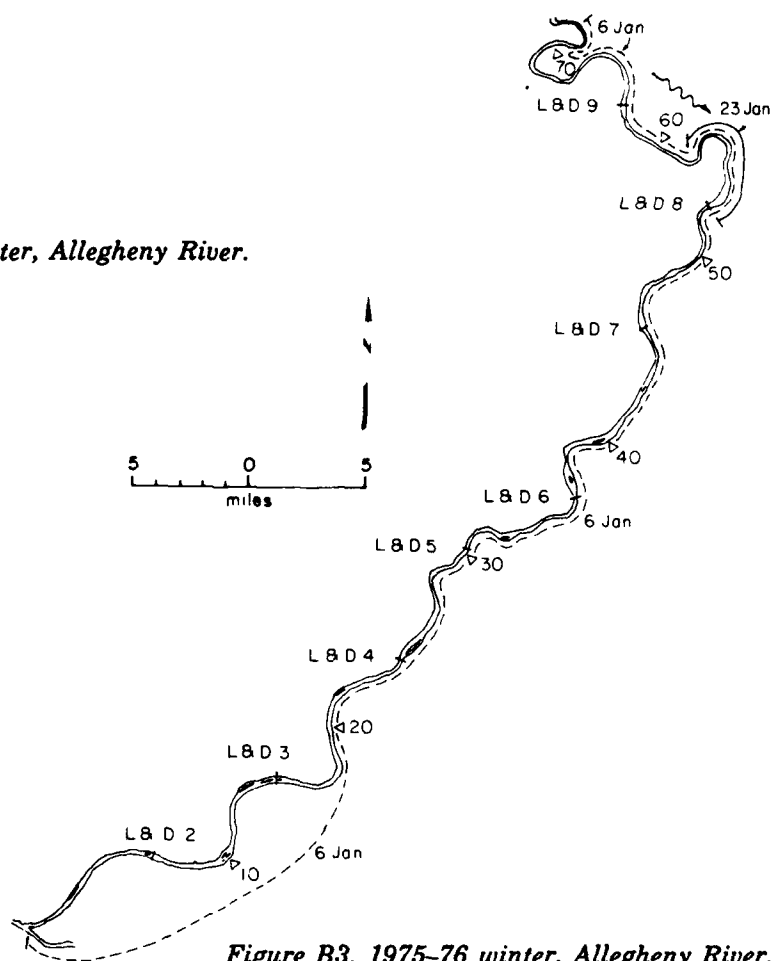 6 Jan
70
L&D 9
60
23 Jan
L&D 8
ter, Allegheny River.
50
L&D 7
5 0 5
miles
40
L&D 6
6 Jan
L&D 5
30
L&D 4
20
L&D 3
L&D 2
6 Jan
10
Figure B3. 1975-76 winter, Allegheny River.